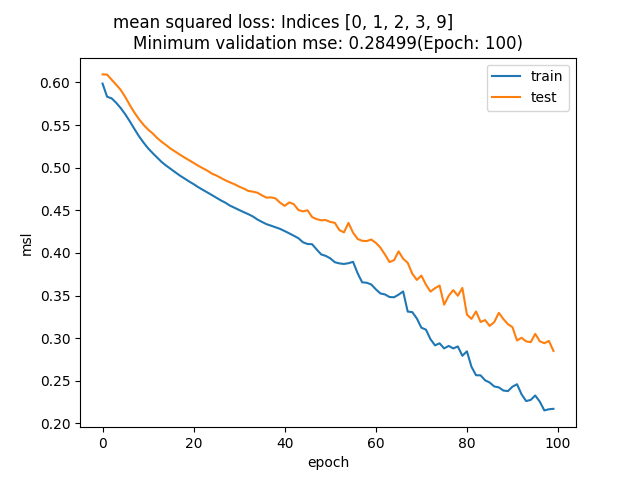 mean squared loss: Indices [0, 1, 2, 3, 9]
Minimum validation mse: 0.28499(Epoch: 100)
train
test
0.60
0.55
0.50
0.45
0.40
0.35
0.30
0.25
0.20
msl
0 20 40 60 80 100
epoch